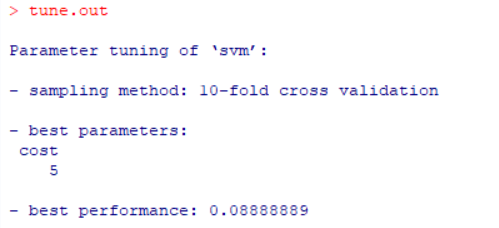 > tune.out
Parameter tuning of ‘svm’:
- sampling method: 10-fold cross validation
- best parameters:
cost
5
- best performance: 0.08888889